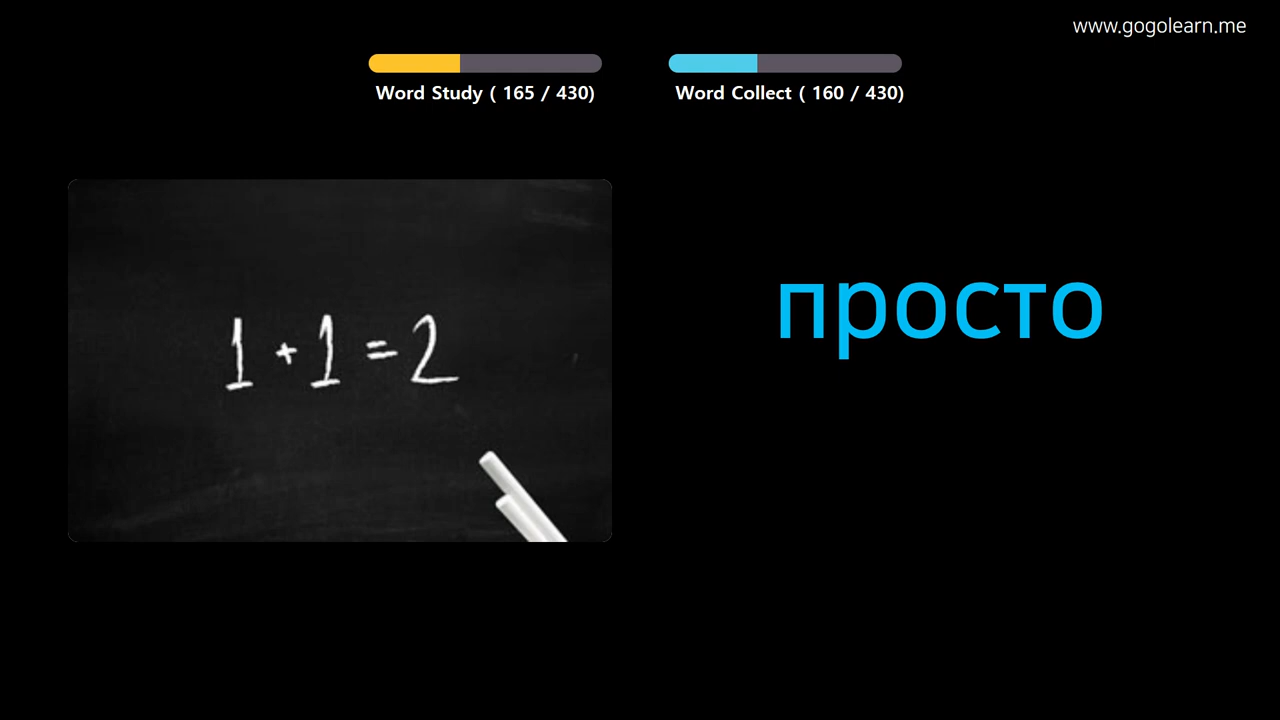 www.gogolearn.me
Word Study ( 165 / 430)
Word Collect ( 160 / 430)
1 + 1 = 2
просто